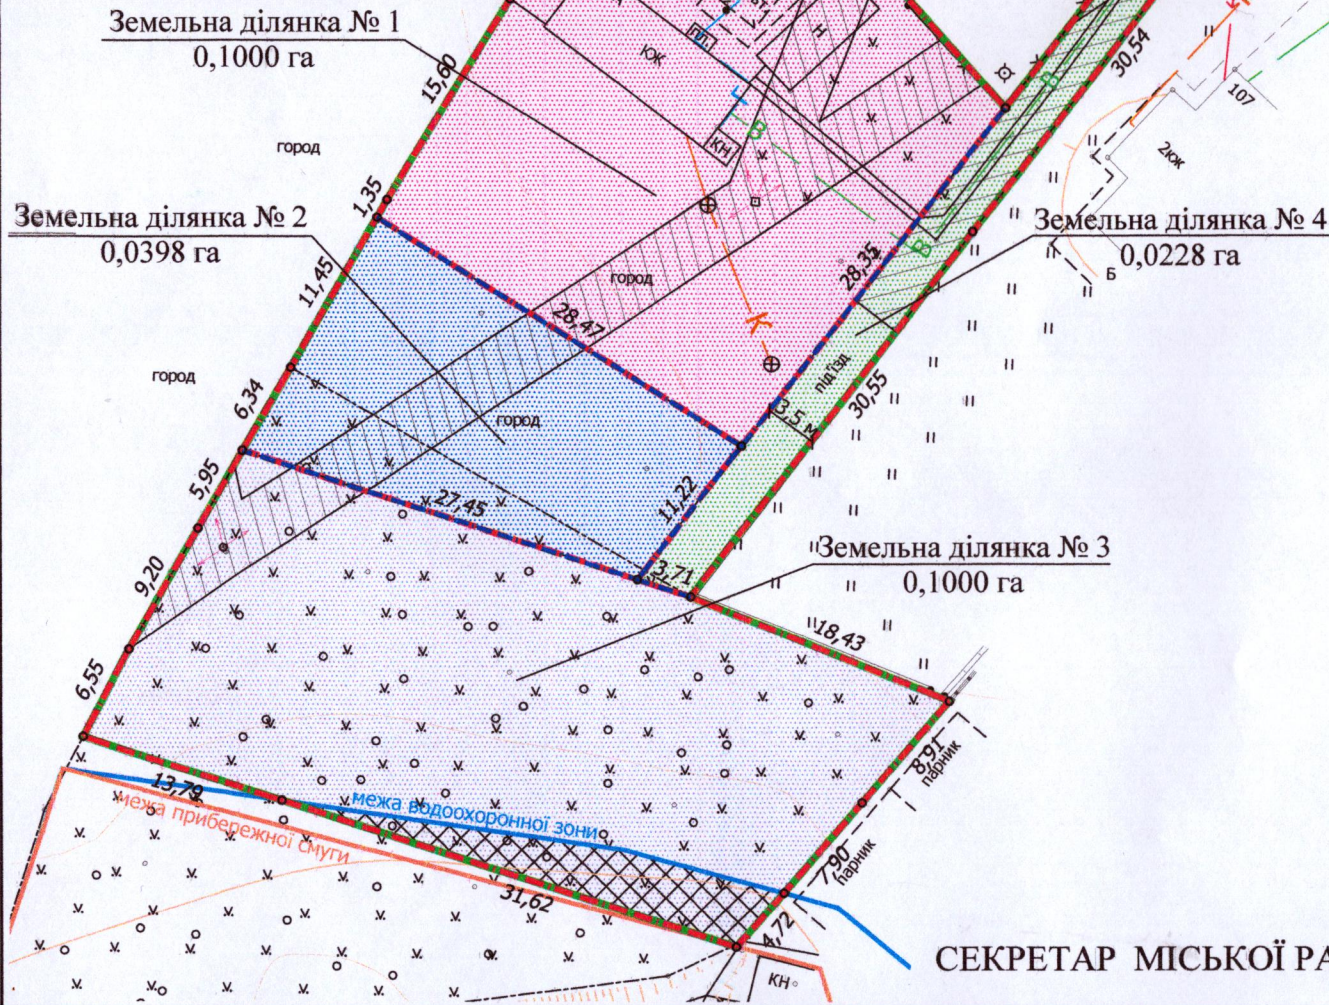 Земельна ділянка № 1
0,1000 га
15,60
КЖ
Н
пл.
Г
КН
В
В
30,54
107
2кж
город
1,35
Земельна ділянка № 2
0,0398 га
Земельна ділянка № 4
0,0228 га
Б
11,45
город
28,35
В
28,47
К
город
6,34
город
під'їзд
30,55
3,5 м
5,95
27,45
11,22
Земельна ділянка № 3
0,1000 га
9,20
3,71
18,43
6,55
8,91
парник
13,79
межа водоохоронної зони
межа прибережної смуги
7,90
парник
31,62
4,72
КН
СЕКРЕТАР МІСЬКОЇ РА